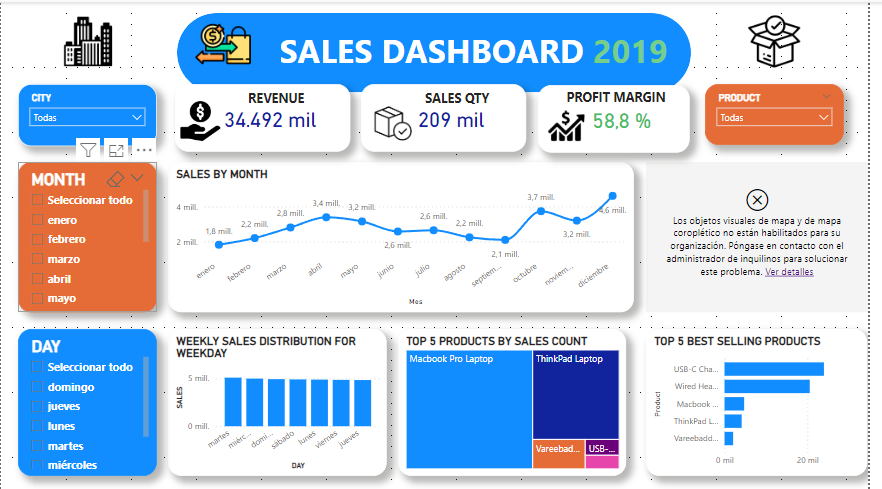 SALES DASHBOARD 2019
CITY
Todas
REVENUE
34.492 mil
SALES QTY
209 mil
PROFIT MARGIN
58,8 %
PRODUCT
Todas
MONTH
Seleccionar todo
enero
febrero
marzo
abril
mayo
SALES BY MONTH
4 mill.
2 mill.
1,8 mill.
2,2 mill.
2,8 mill.
3,4 mill.
3,2 mill.
2,6 mill.
2,6 mill.
2,2 mill.
2,1 mill.
3,7 mill.
3,2 mill.
4,6 mill.
enero
febrero
marzo
abril
mayo
junio
julio
agosto
septiem...
octubre
noviem...
diciembre
Mes
Los objetos visuales de mapa y de mapa
coroplético no están habilitados para su
organización. Póngase en contacto con el
administrador de inquilinos para solucionar
este problema. Ver detalles
DAY
Seleccionar todo
domingo
jueves
lunes
martes
miércoles
WEEKLY SALES DISTRIBUTION FOR
WEEKDAY
SALES
5 mill.
0 mill.
martes
miérc...
domi...
sábado
lunes
viernes
jueves
DAY
TOP 5 PRODUCTS BY SALES COUNT
Macbook Pro Laptop
ThinkPad Laptop
Vareebad...
USB-...
TOP 5 BEST SELLING PRODUCTS
Product
USB-C Cha...
Wired Hea...
Macbook ...
ThinkPad L...
Vareebadd...
0 mil
20 mil